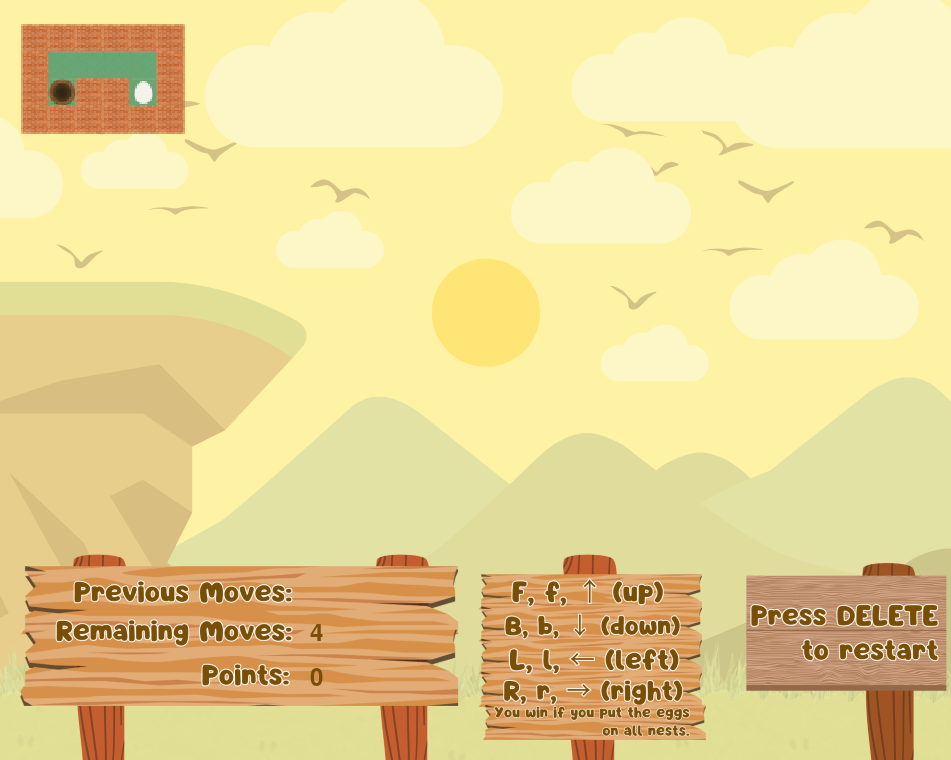 Previous Moves:
Remaining Moves: 4
Points: 0
F, f, ↑ (up)
B, b, ↓ (down)
L, l, ← (left)
R, r, → (right)
You win if you put the eggs
on all nests.
Press DELETE
to restart